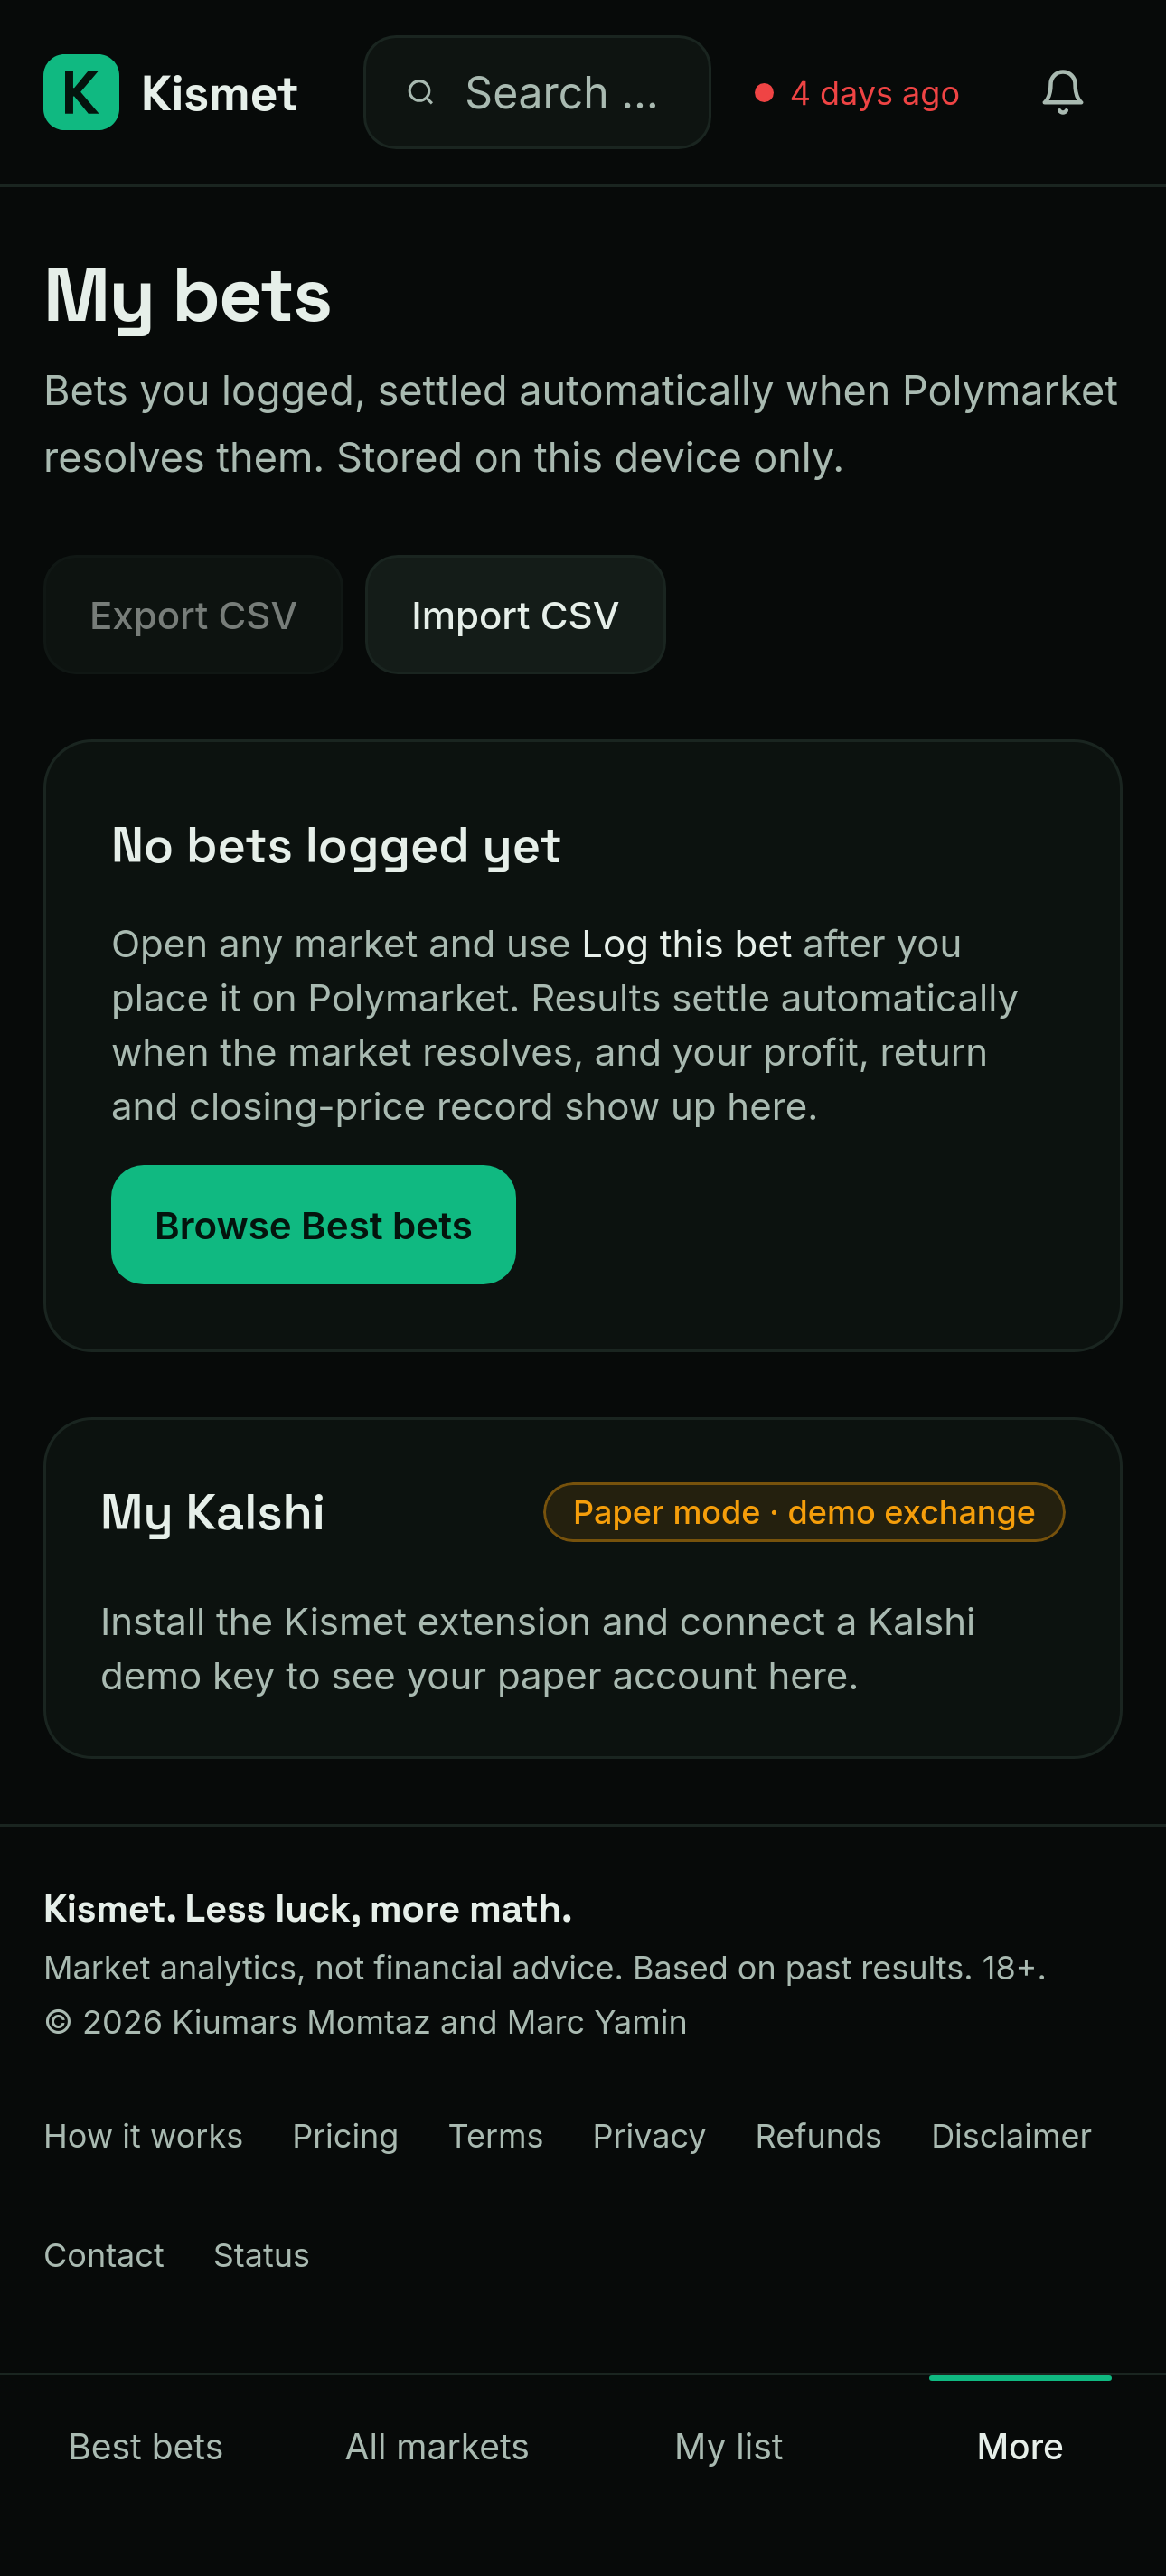 K Kismet Search ... 4 days ago
My bets
Bets you logged, settled automatically when Polymarket
resolves them. Stored on this device only.
Export CSV Import CSV
No bets logged yet
Open any market and use Log this bet after you
place it on Polymarket. Results settle automatically
when the market resolves, and your profit, return
and closing-price record show up here.
Browse Best bets
My Kalshi Paper mode · demo exchange
Install the Kismet extension and connect a Kalshi
demo key to see your paper account here.
Kismet. Less luck, more math.
Market analytics, not financial advice. Based on past results. 18+.
© 2026 Kiumars Momtaz and Marc Yamin
How it works Pricing Terms Privacy Refunds Disclaimer
Contact Status
Best bets All markets My list More